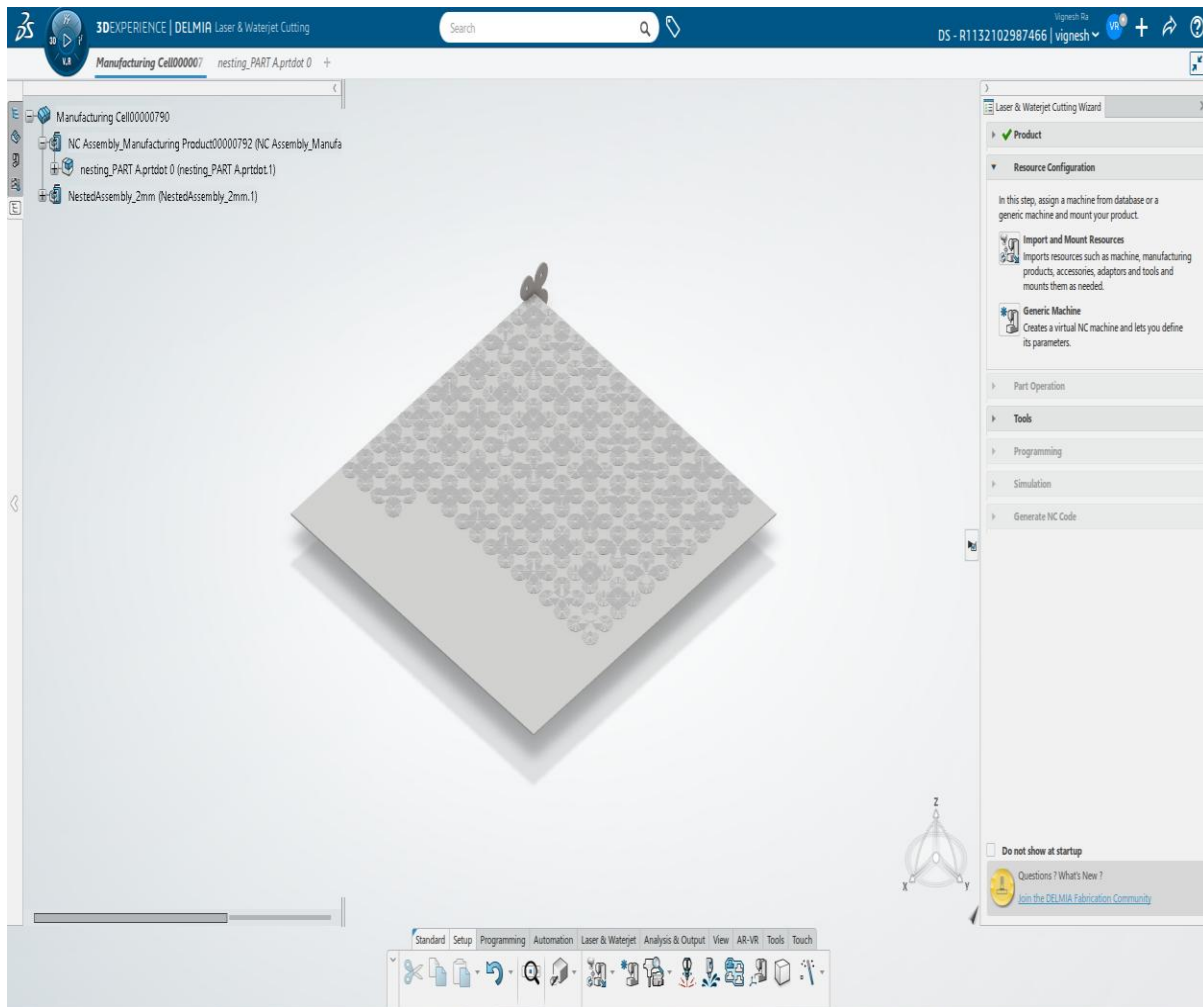 3DEXPERIENCE | DELMIA Laser & Waterjet Cutting
Search
Vignesh Ra
DS - R1132102987466 | vignesh
VR
3D
V.R
Manufacturing Cell000007
nesting_PART A.prtdot 0
+
Manufacturing Cell00000790
NC Assembly_Manufacturing Product00000792 (NC Assembly_Manufa
nesting_PART A.prtdot 0 (nesting_PART A.prtdot.1)
NestedAssembly_2mm (NestedAssembly_2mm.1)
Laser & Waterjet Cutting Wizard
Product
Resource Configuration
In this step, assign a machine from database or a
generic machine and mount your product.
Import and Mount Resources
Imports resources such as machine, manufacturing
products, accessories, adaptors and tools and
mounts them as needed.
Generic Machine
Creates a virtual NC machine and lets you define
its parameters.
Part Operation
Tools
Programming
Simulation
Generate NC Code
Z
X
Y
Do not show at startup
Questions ? What's New ?
Join the DELMIA Fabrication Community
Standard Setup Programming Automation Laser & Waterjet Analysis & Output View AR-VR Tools Touch